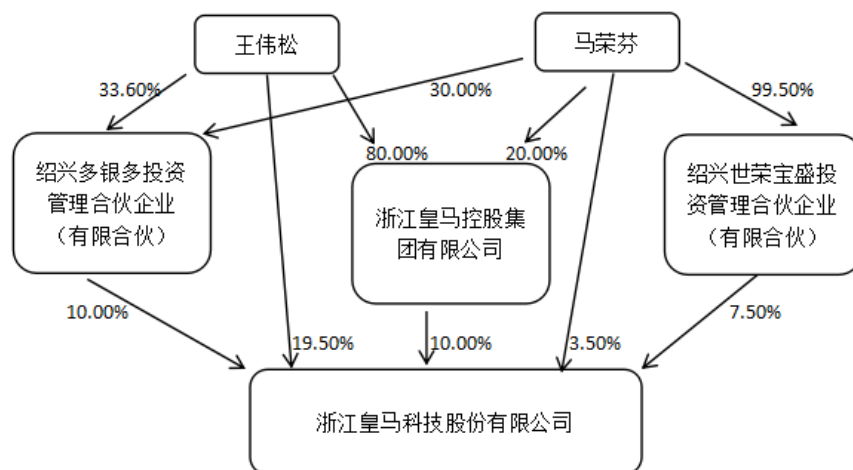 王伟松
马荣芬
33.60%
30.00%
99.50%
80.00%
20.00%
绍兴多银多投资
管理合伙企业
（有限合伙）
浙江皇马控股集
团有限公司
绍兴世荣宝盛投
资管理合伙企业
（有限合伙）
10.00%
19.50%
10.00%
3.50%
7.50%
浙江皇马科技股份有限公司